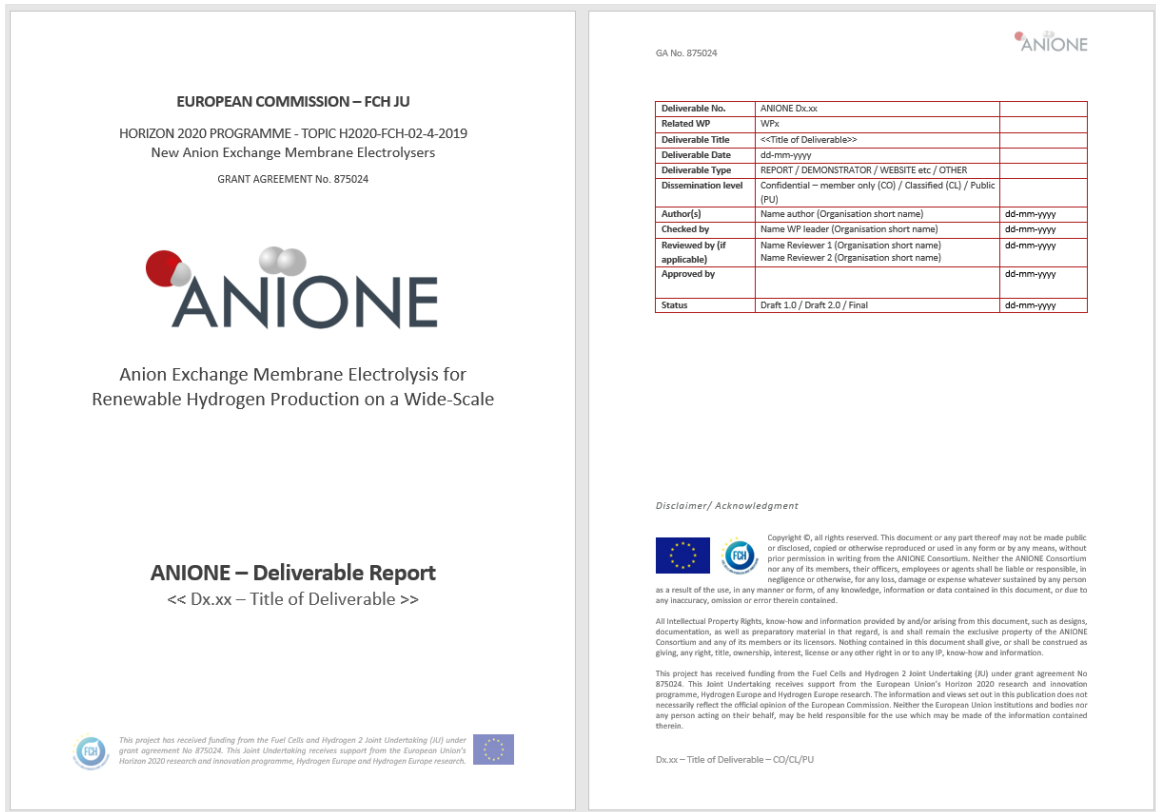 EUROPEAN COMMISSION – FCH JU
HORIZON 2020 PROGRAMME - TOPIC H2020-FCH-02-4-2019
New Anion Exchange Membrane Electrolysers
GRANT AGREEMENT No. 875024
ANIONE
Anion Exchange Membrane Electrolysis for
Renewable Hydrogen Production on a Wide-Scale
ANIONE – Deliverable Report
<< Dx.xx – Title of Deliverable >>
FCH
This project has received funding from the Fuel Cells and Hydrogen 2 Joint Undertaking (JU) under
grant agreement No 875024. This Joint Undertaking receives support from the European Union's
Horizon 2020 research and innovation programme, Hydrogen Europe and Hydrogen Europe research.
GA No. 875024
ANIONE
Deliverable No. ANIONE Dx.xx
Related WP WPx
Deliverable Title <<Title of Deliverable>>
Deliverable Date dd-mm-yyyy
Deliverable Type REPORT / DEMONSTRATOR / WEBSITE etc / OTHER
Dissemination level Confidential – member only (CO) / Classified (CL) / Public
(PU)
Author(s) Name author (Organisation short name) dd-mm-yyyy
Checked by Name WP leader (Organisation short name) dd-mm-yyyy
Reviewed by (if Name Reviewer 1 (Organisation short name) dd-mm-yyyy
applicable) Name Reviewer 2 (Organisation short name)
Approved by dd-mm-yyyy
Status Draft 1.0 / Draft 2.0 / Final dd-mm-yyyy
Disclaimer/ Acknowledgment
FCH
Copyright ©, all rights reserved. This document or any part thereof may not be made public
or disclosed, copied or otherwise reproduced or used in any form or by any means, without
prior permission in writing from the ANIONE Consortium. Neither the ANIONE Consortium
nor any of its members, their officers, employees or agents shall be liable or responsible, in
negligence or otherwise, for any loss, damage or expense whatever sustained by any person
as a result of the use, in any manner or form, of any knowledge, information or data contained in this document, or due to
any inaccuracy, omission or error therein contained.
All Intellectual Property Rights, know-how and information provided by and/or arising from this document, such as designs,
documentation, as well as preparatory material in that regard, is and shall remain the exclusive property of the ANIONE
Consortium and any of its members or its licensors. Nothing contained in this document shall give, or shall be construed as
giving, any right, title, ownership, interest, license or any other right in or to any IP, know-how and information.
This project has received funding from the Fuel Cells and Hydrogen 2 Joint Undertaking (JU) under grant agreement No
875024. This Joint Undertaking receives support from the European Union's Horizon 2020 research and innovation
programme, Hydrogen Europe and Hydrogen Europe research. The information and views set out in this publication does not
necessarily reflect the official opinion of the European Commission. Neither the European Union institutions and bodies nor
any person acting on their behalf, may be held responsible for the use which may be made of the information contained
therein.
Dx.xx – Title of Deliverable – CO/CL/PU